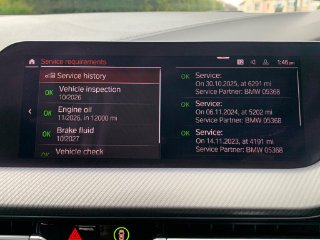 Service requirements
1:46 pm
Service history
OK Vehicle inspection
10/2026
OK Engine oil
11/2026, in 12000 mi
OK Brake fluid
10/2027
OK Vehicle check
OK Service:
On 30.10.2025, at 6291 mi
Service Partner: BMW 05368
OK Service:
On 06.11.2024, at 5202 mi
Service Partner: BMW 05368
OK Service:
On 14.11.2023, at 4191 mi
Service Partner: BMW 05368